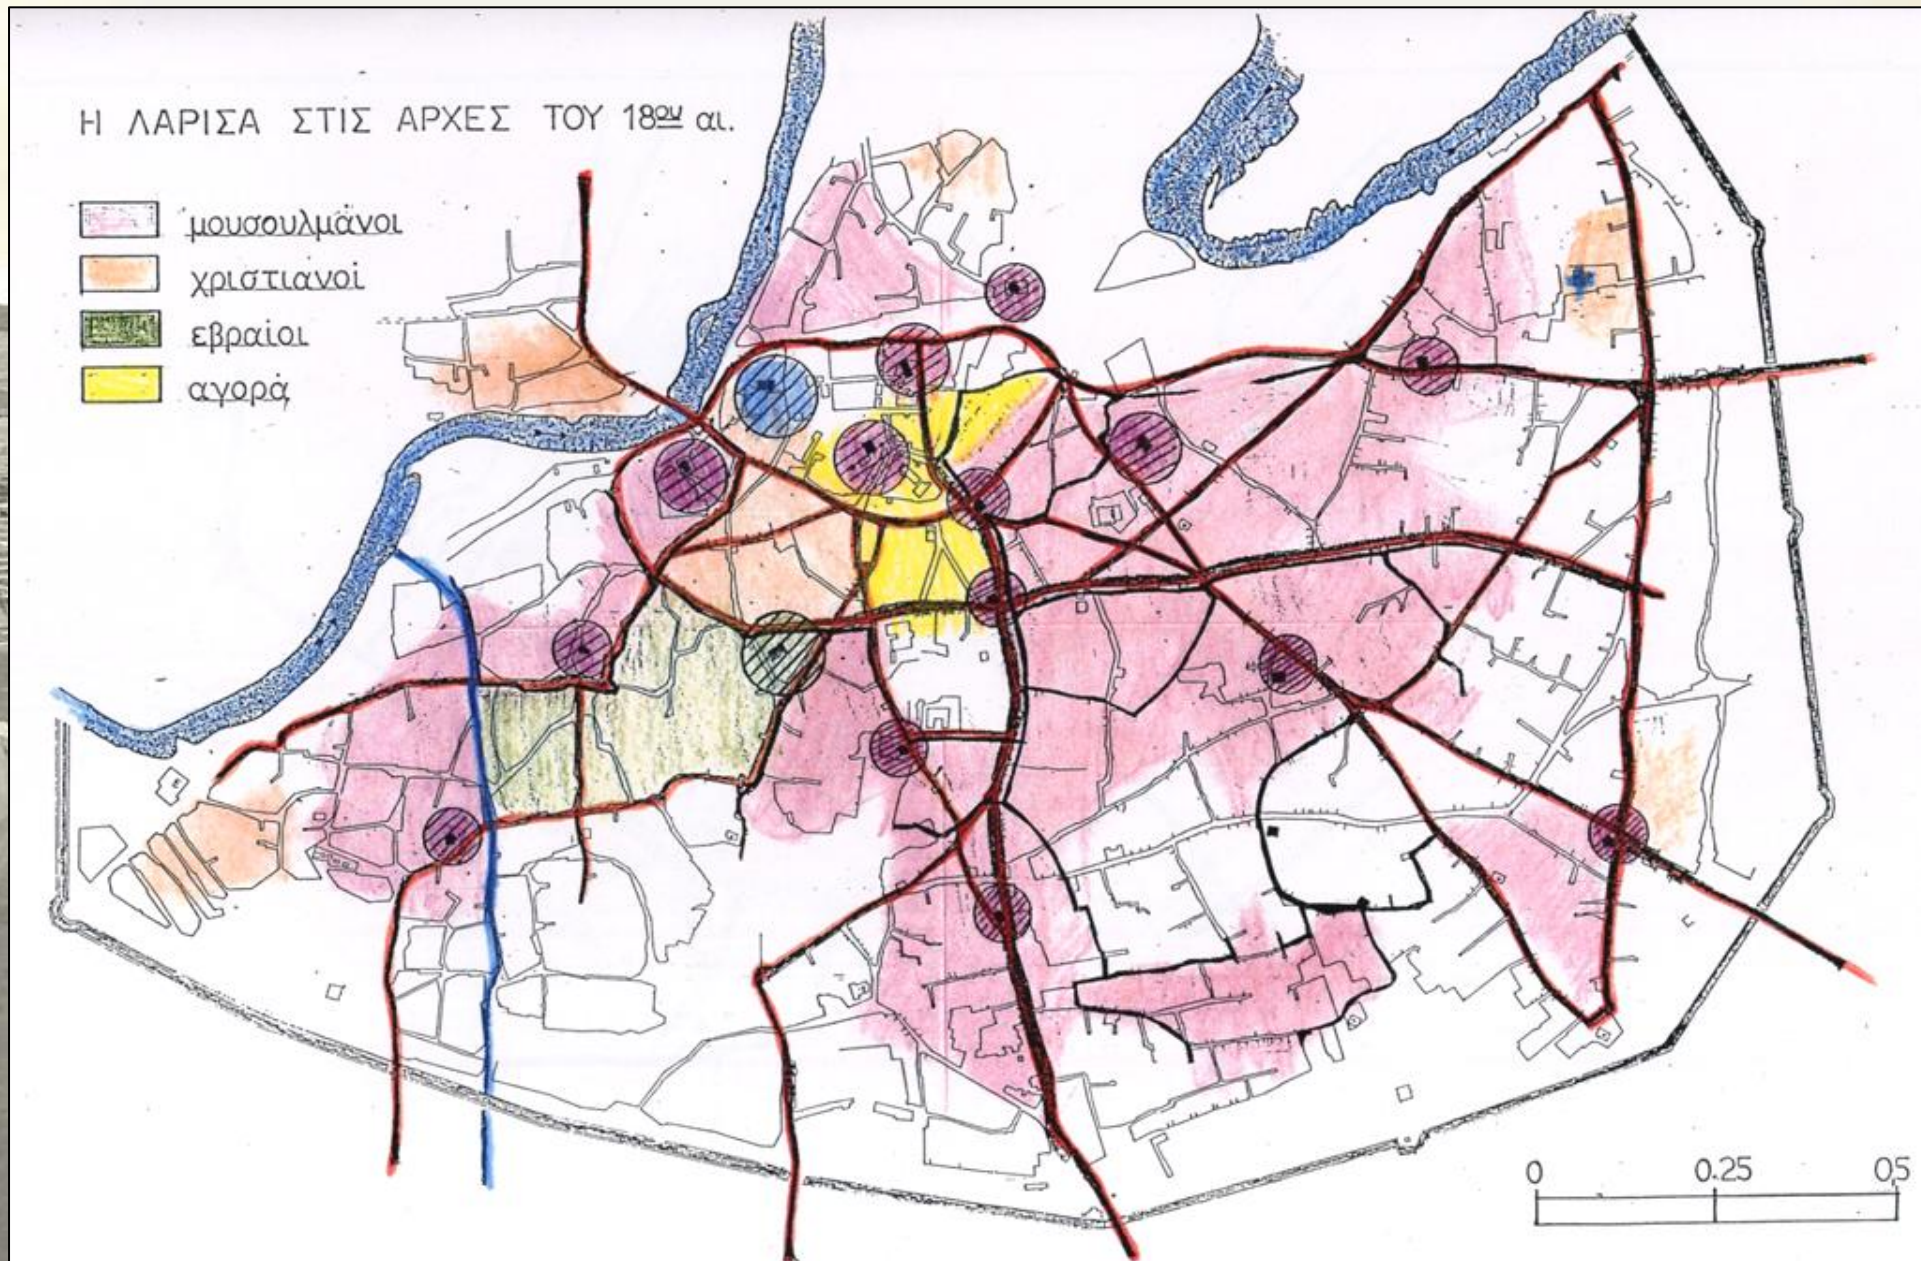 Η ΛΑΡΙΣΑ ΣΤΙΣ ΑΡΧΕΣ ΤΟΥ 18ου αι.
μουσουλμάνοι
χριστιανοί
εβραίοι
αγορά
0 0.25 0.5